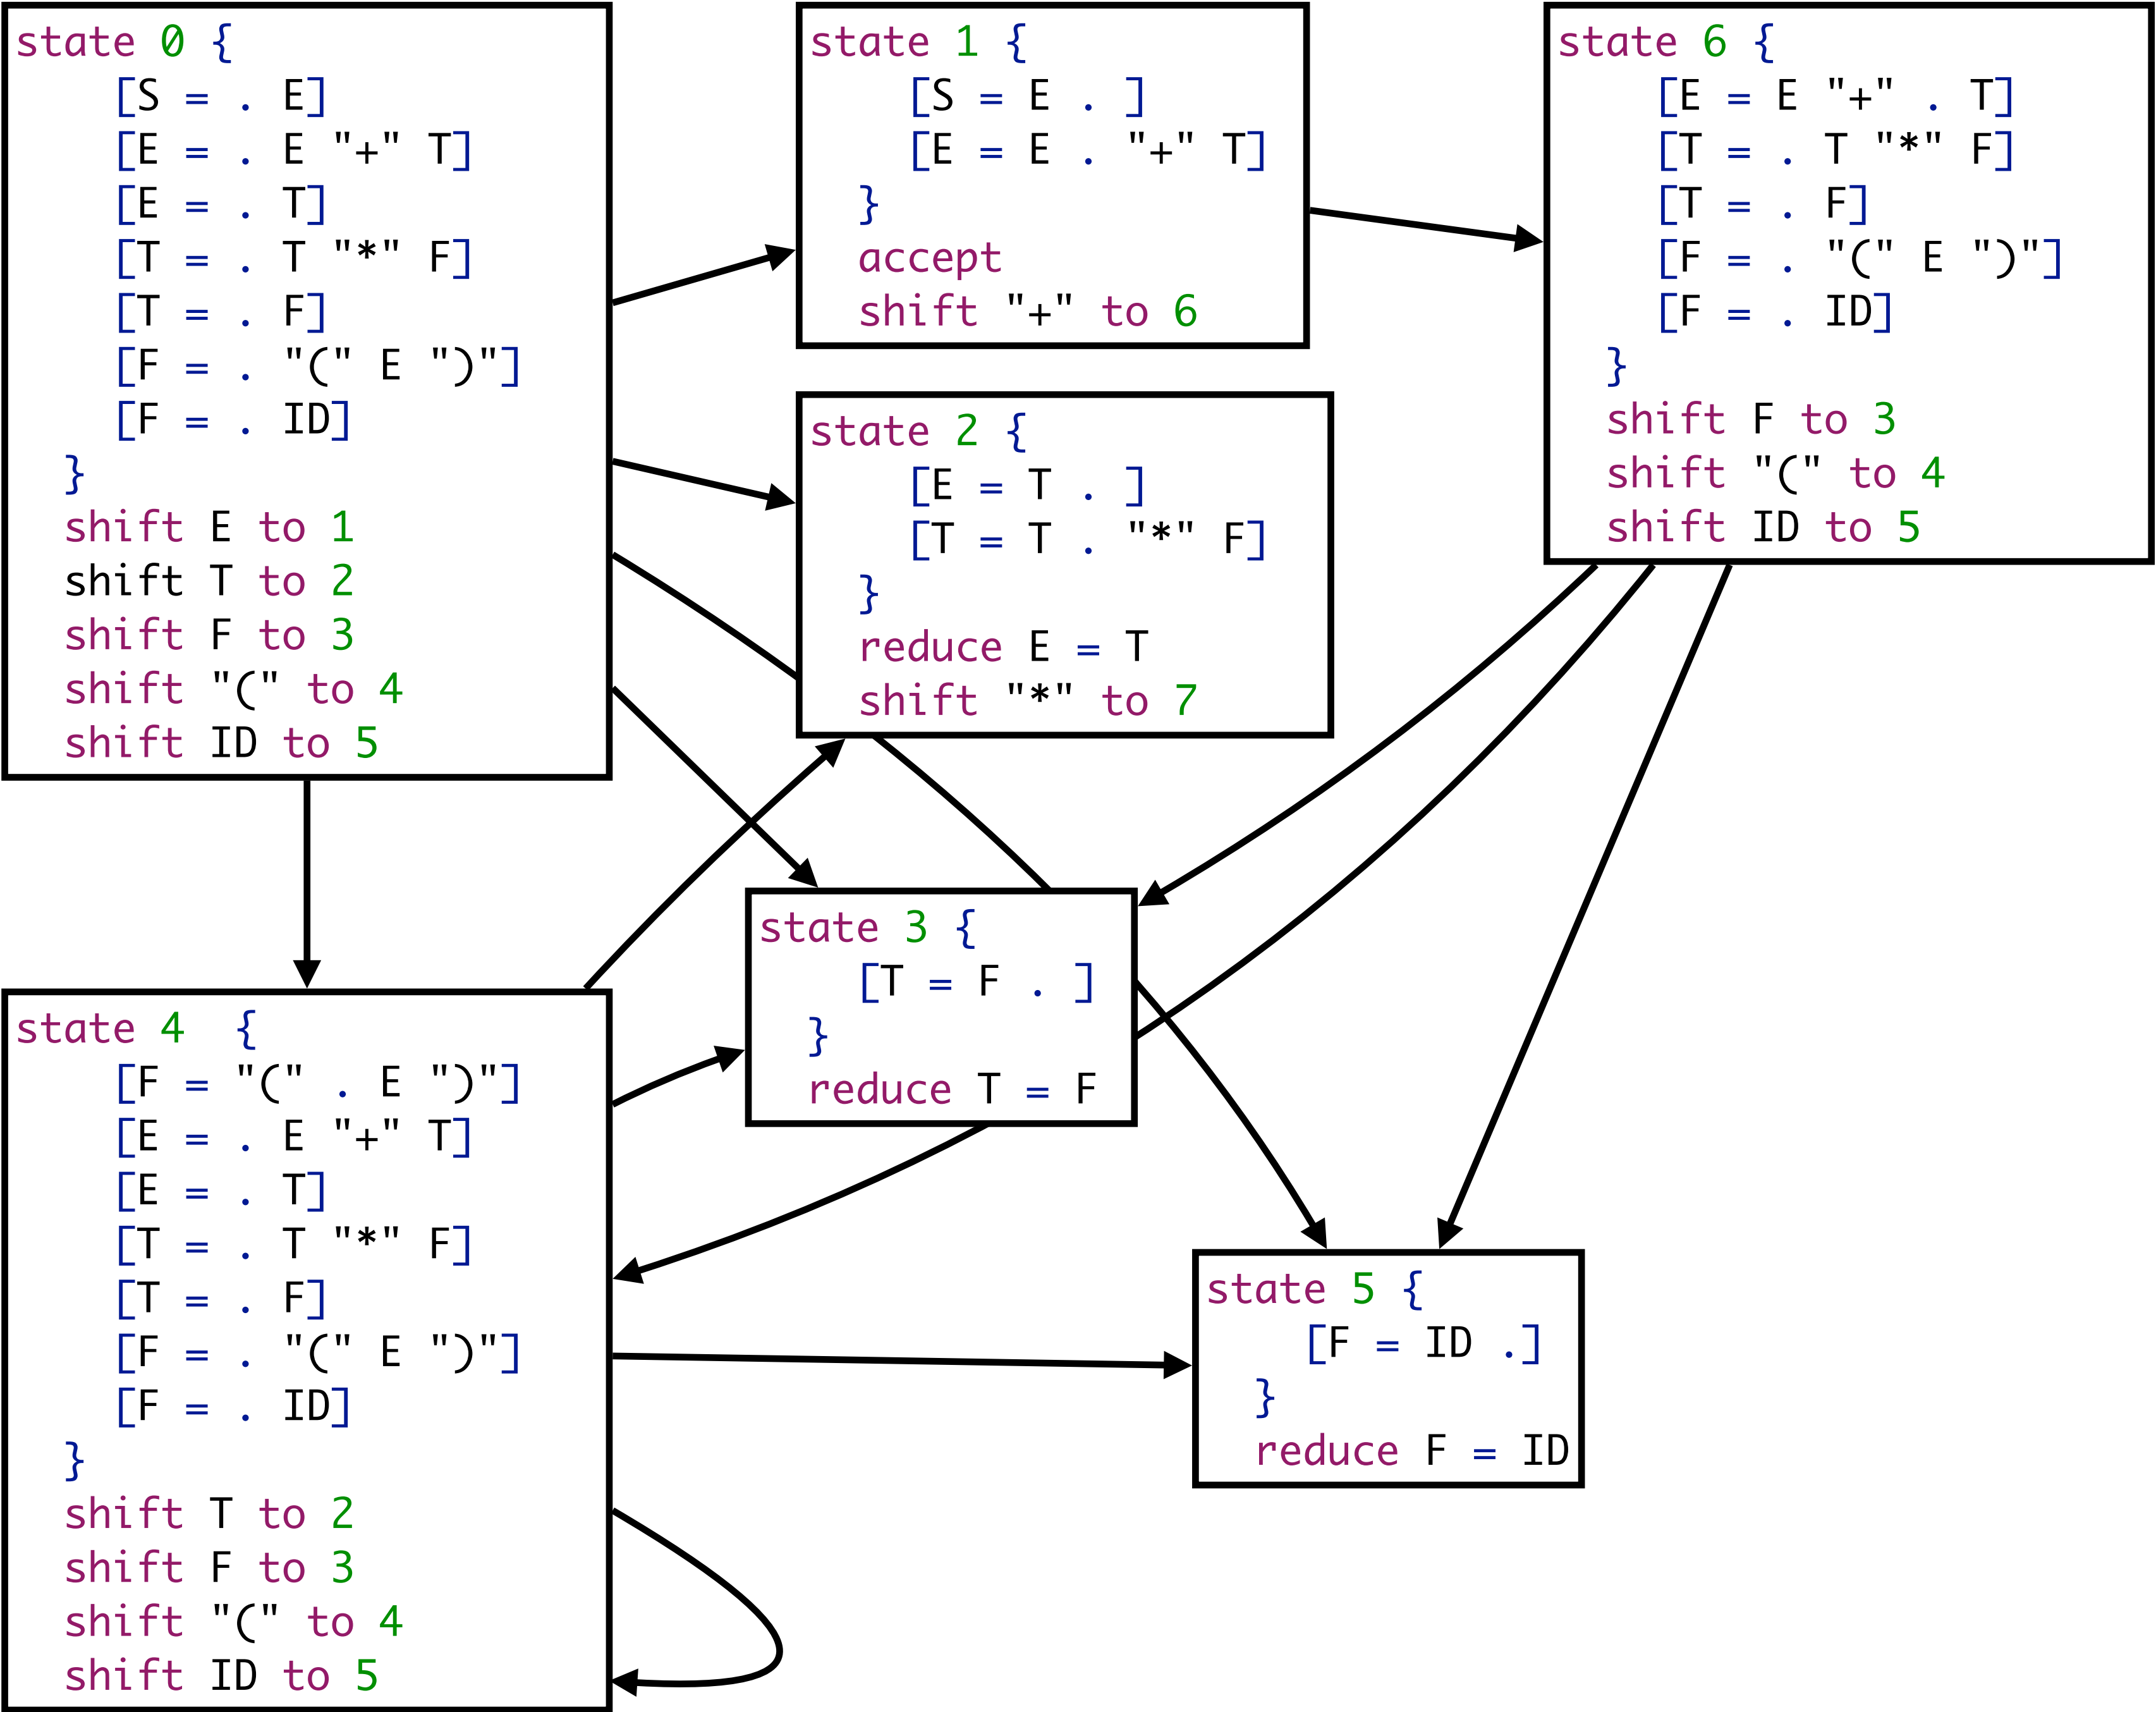 state 0 {
[S = . E]
[E = . E "+" T]
[E = . T]
[T = . T "*" F]
[T = . F]
[F = . "(" E ")"]
[F = . ID]
}
shift E to 1
shift T to 2
shift F to 3
shift "(" to 4
shift ID to 5
state 1 {
[S = E . ]
[E = E . "+" T]
}
accept
shift "+" to 6
state 6 {
[E = E "+" . T]
[T = . T "*" F]
[T = . F]
[F = . "(" E ")"]
[F = . ID]
}
shift F to 3
shift "(" to 4
shift ID to 5
state 2 {
[E = T . ]
[T = T . "*" F]
}
reduce E = T
shift "*" to 7
state 3 {
[T = F . ]
}
reduce T = F
state 4 {
[F = "(" . E ")"]
[E = . E "+" T]
[E = . T]
[T = . T "*" F]
[T = . F]
[F = . "(" E ")"]
[F = . ID]
}
shift T to 2
shift F to 3
shift "(" to 4
shift ID to 5
state 5 {
[F = ID .]
}
reduce F = ID